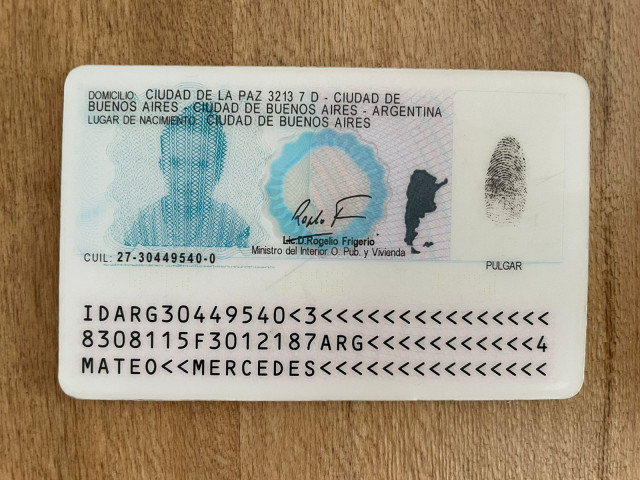 DOMICILIO: CIUDAD DE LA PAZ 3213 7 D - CIUDAD DE
BUENOS AIRES - CIUDAD DE BUENOS AIRES - ARGENTINA
LUGAR DE NACIMIENTO: CIUDAD DE BUENOS AIRES
Lic.D.Rogelio Frigerio
Ministro del Interior O. Pub. y Vivienda
CUIL: 27-30449540-0
PULGAR
IDARG30449540<3<<<<<<<<<<<<<<<
8308115F3012187ARG<<<<<<<<<<<4
MATEO<<MERCEDES<<<<<<<<<<<<<<<